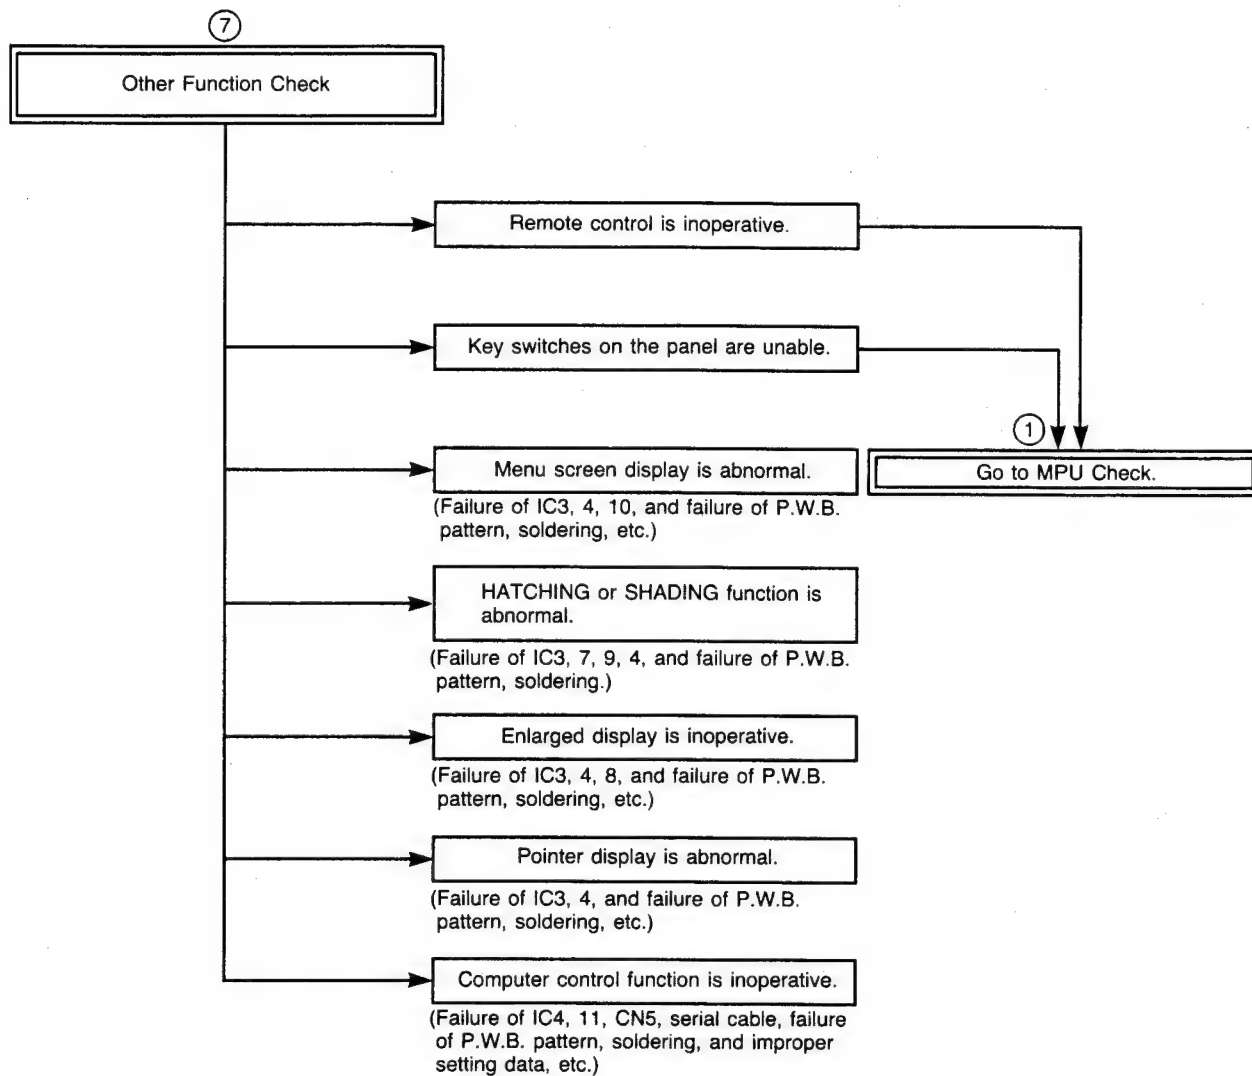 7
Other Function Check
Remote control is inoperative.
Key switches on the panel are unable.
1
Go to MPU Check.
Menu screen display is abnormal.
(Failure of IC3, 4, 10, and failure of P.W.B.
pattern, soldering, etc.)
HATCHING or SHADING function is
abnormal.
(Failure of IC3, 7, 9, 4, and failure of P.W.B.
pattern, soldering.)
Enlarged display is inoperative.
(Failure of IC3, 4, 8, and failure of P.W.B.
pattern, soldering, etc.)
Pointer display is abnormal.
(Failure of IC3, 4, and failure of P.W.B.
pattern, soldering, etc.)
Computer control function is inoperative.
(Failure of IC4, 11, CN5, serial cable, failure
of P.W.B. pattern, soldering, and improper
setting data, etc.)